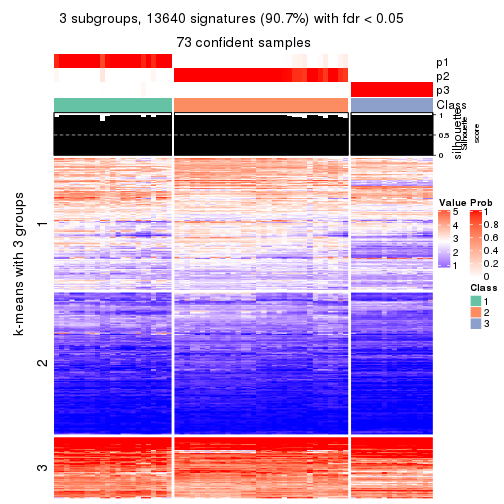 3 subgroups, 13640 signatures (90.7%) with fdr < 0.05
73 confident samples
p1
p2
p3
Class
1
0.5
0
silhouette
Silhouette
score
k-means with 3 groups
1
2
3
Value
5
4
3
2
1
Prob
1
0.8
0.6
0.4
0.2
0
Class
1
2
3